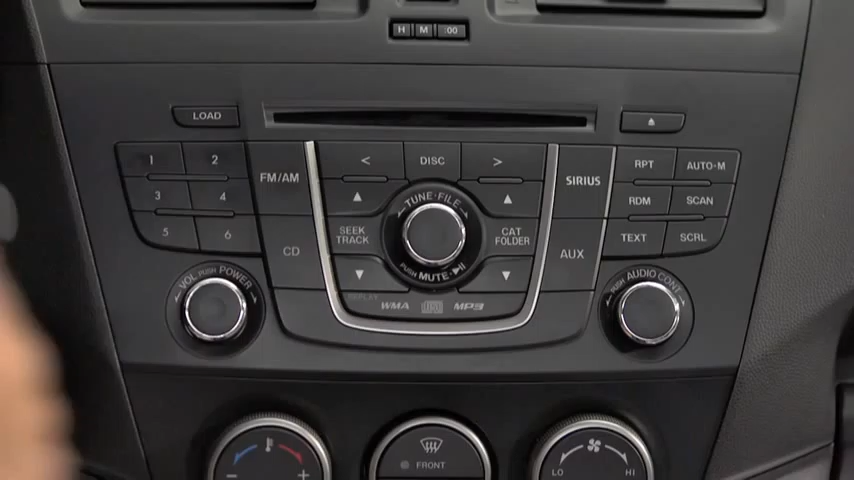 H M :00
LOAD
1 2
3 4
5 6
FM/AM
CD
< DISC >
TUNE·FILE
SEEK
TRACK
CAT
FOLDER
PUSH MUTE·
DISPLAY
WMA MP3
SIRIUS
AUX
RPT AUTO-M
RDM SCAN
TEXT SCRL
VOL PUSH POWER
PUSH AUDIO CONT
− +
FRONT
LO HI